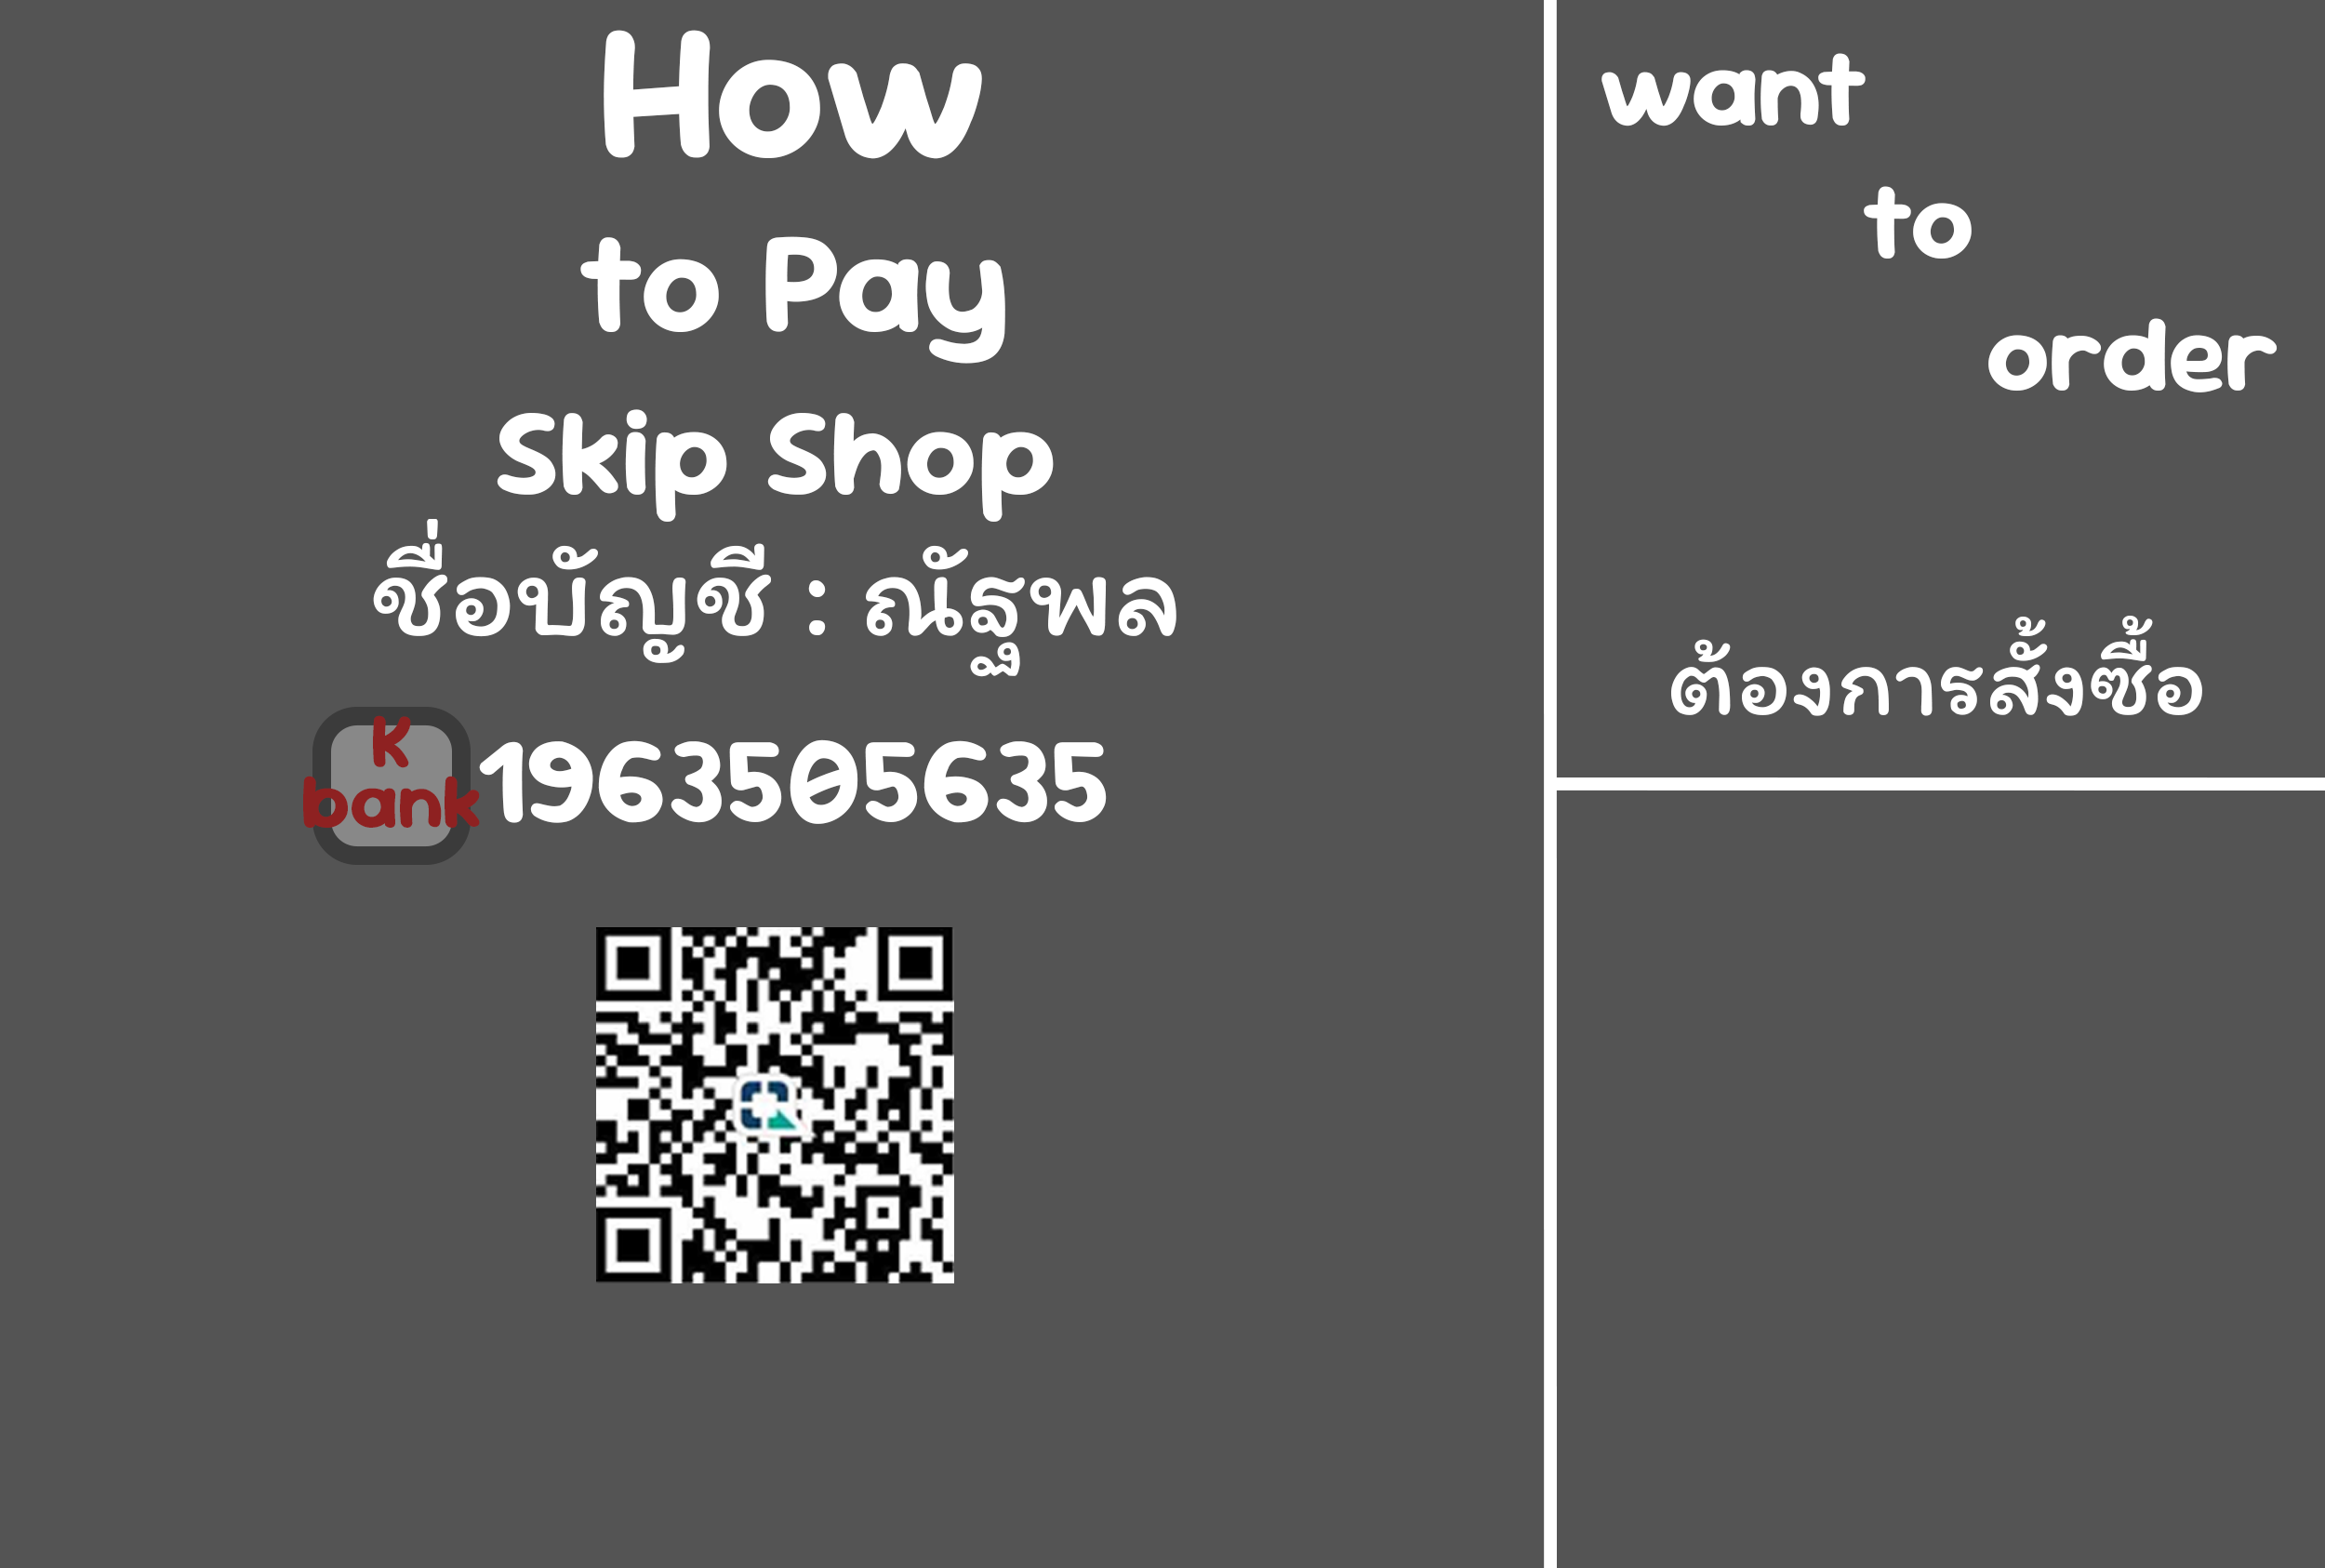 How
to Pay
Skip Shop
ชื่อบัญชี : ณัฐพล
K
bank
1963505635
want
to
order
ต้องการสั่งซื้อ